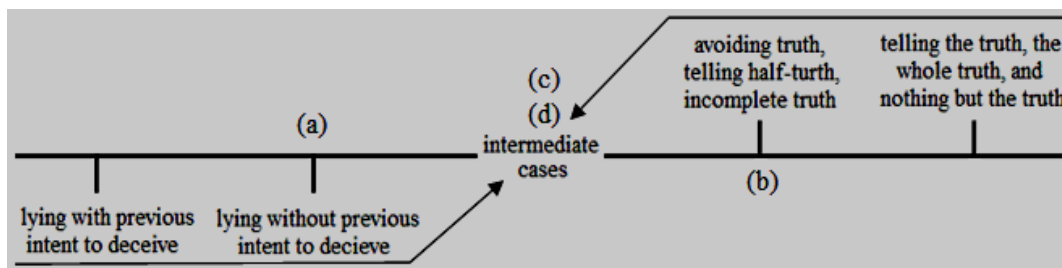 avoiding truth,
telling half-turth,
incomplete truth
telling the truth, the
whole truth, and
nothing but the truth
(c)
(d)
(a)
intermediate
cases
(b)
lying with previous
intent to deceive
lying without previous
intent to decieve